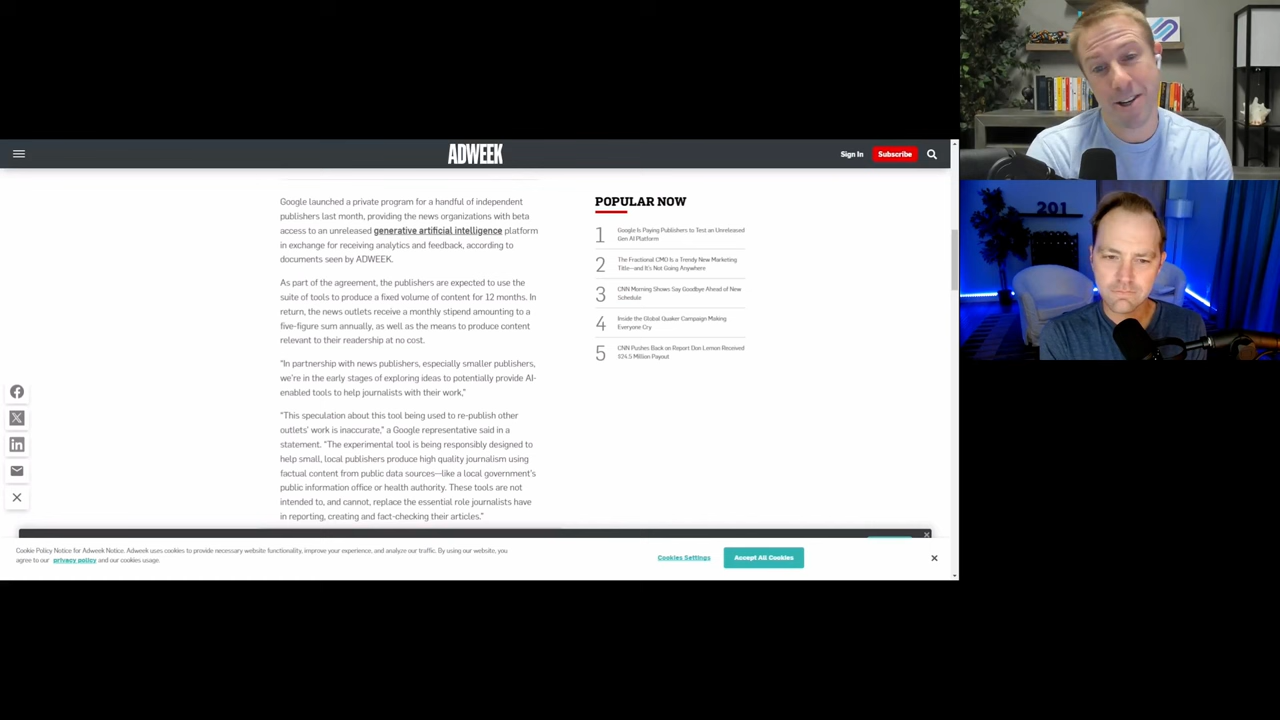 ADWEEK
Sign In
Subscribe
Google launched a private program for a handful of independent
publishers last month, providing the news organizations with beta
access to an unreleased generative artificial intelligence platform
in exchange for receiving analytics and feedback, according to
documents seen by ADWEEK.
As part of the agreement, the publishers are expected to use the
suite of tools to produce a fixed volume of content for 12 months. In
return, the news outlets receive a monthly stipend amounting to a
five-figure sum annually, as well as the means to produce content
relevant to their readership at no cost.
“In partnership with news publishers, especially smaller publishers,
we’re in the early stages of exploring ideas to potentially provide AI-
enabled tools to help journalists with their work,”
“This speculation about this tool being used to re-publish other
outlets’ work is inaccurate,” a Google representative said in a
statement. “The experimental tool is being responsibly designed to
help small, local publishers produce high quality journalism using
factual content from public data sources—like a local government’s
public information office or health authority. These tools are not
intended to, and cannot, replace the essential role journalists have
in reporting, creating and fact-checking their articles.”
POPULAR NOW
1
Google Is Paying Publishers to Test an Unreleased
Gen AI Platform
2
The Fractional CMO Is a Trendy New Marketing
Title—and It's Not Going Anywhere
3
CNN Morning Shows Say Goodbye Ahead of New
Schedule
4
Inside the Global Quaker Campaign Making
Everyone Cry
5
CNN Pushes Back on Report Don Lemon Received
$24.5 Million Payout
Cookie Policy Notice for Adweek Notice. Adweek uses cookies to provide necessary website functionality, improve your experience, and analyze our traffic. By using our website, you
agree to our privacy policy and our cookies usage.
Cookies Settings
Accept All Cookies
201